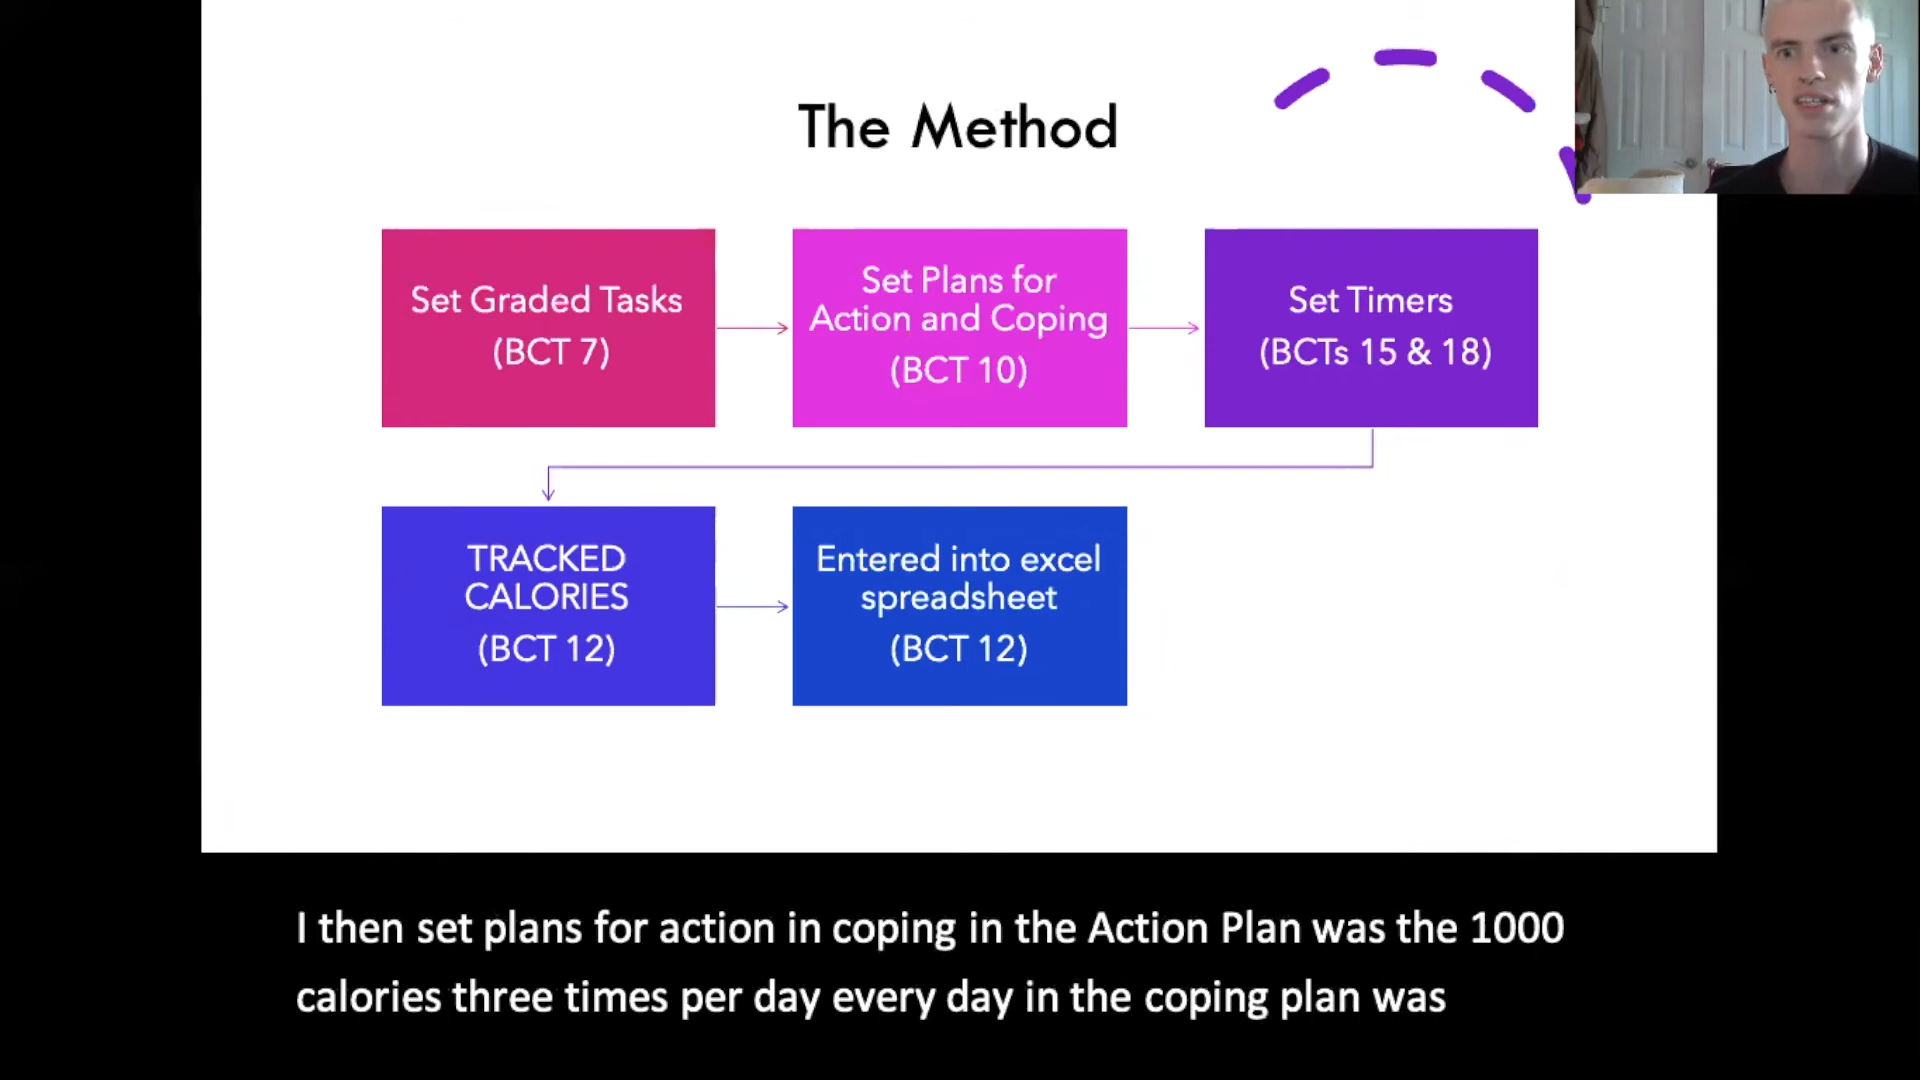 The Method
Set Graded Tasks
(BCT 7)
Set Plans for
Action and Coping
(BCT 10)
Set Timers
(BCTs 15 & 18)
TRACKED
CALORIES
(BCT 12)
Entered into excel
spreadsheet
(BCT 12)
I then set plans for action in coping in the Action Plan was the 1000
calories three times per day every day in the coping plan was